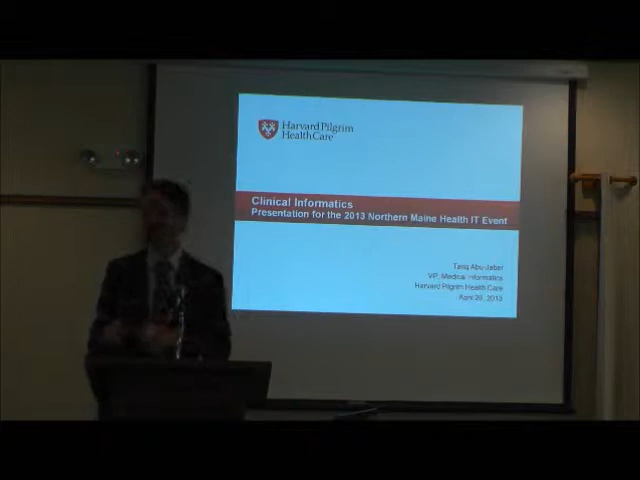 Harvard Pilgrim
HealthCare
Clinical Informatics
Presentation for the 2013 Northern Maine Health IT Event
Tariq Abu-Jaber
VP, Medical Informatics
Harvard Pilgrim Health Care
April 26, 2013